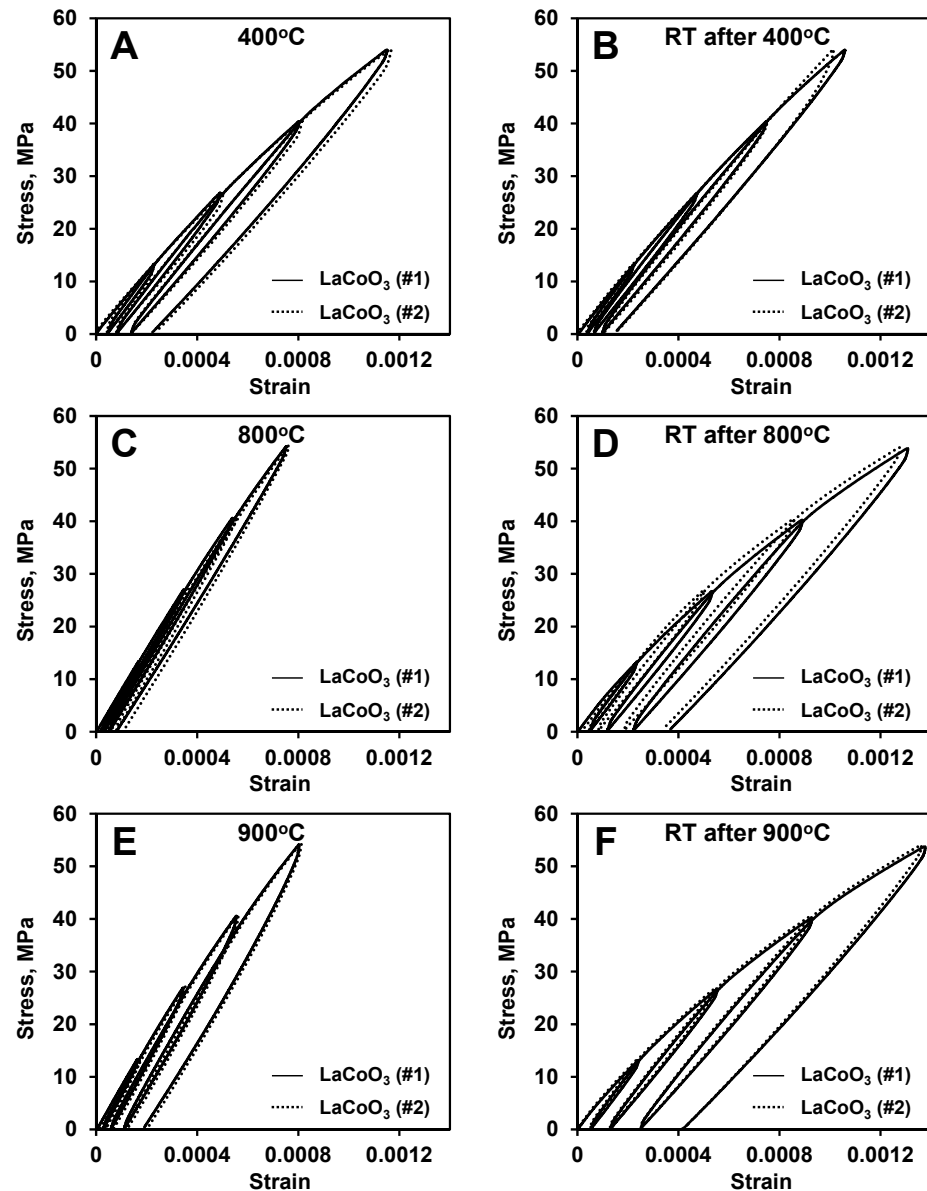 A
400°C
Stress, MPa
60
50
40
30
20
10
0
0 0.0004 0.0008 0.0012
Strain
LaCoO₃ (#1)
LaCoO₃ (#2)
B
RT after 400°C
Stress, MPa
60
50
40
30
20
10
0
0 0.0004 0.0008 0.0012
Strain
LaCoO₃ (#1)
LaCoO₃ (#2)
C
800°C
Stress, MPa
60
50
40
30
20
10
0
0 0.0004 0.0008 0.0012
Strain
LaCoO₃ (#1)
LaCoO₃ (#2)
D
RT after 800°C
Stress, MPa
60
50
40
30
20
10
0
0 0.0004 0.0008 0.0012
Strain
LaCoO₃ (#1)
LaCoO₃ (#2)
E
900°C
Stress, MPa
60
50
40
30
20
10
0
0 0.0004 0.0008 0.0012
Strain
LaCoO₃ (#1)
LaCoO₃ (#2)
F
RT after 900°C
Stress, MPa
60
50
40
30
20
10
0
0 0.0004 0.0008 0.0012
Strain
LaCoO₃ (#1)
LaCoO₃ (#2)